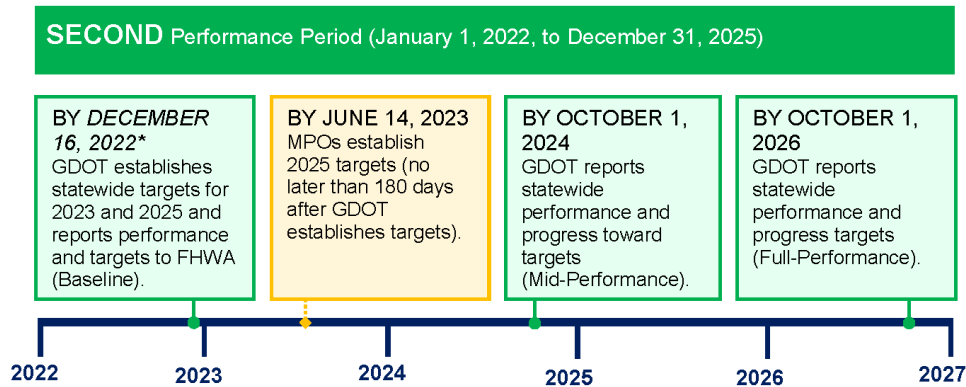 SECOND Performance Period (January 1, 2022, to December 31, 2025)
BY DECEMBER
16, 2022*
GDOT establishes
statewide targets for
2023 and 2025 and
reports performance
and targets to FHWA
(Baseline).
BY JUNE 14, 2023
MPOs establish
2025 targets (no
later than 180 days
after GDOT
establishes targets).
BY OCTOBER 1,
2024
GDOT reports
statewide
performance and
progress toward
targets
(Mid-Performance).
BY OCTOBER 1,
2026
GDOT reports
statewide
performance and
progress targets
(Full-Performance).
2022
2023
2024
2025
2026
2027